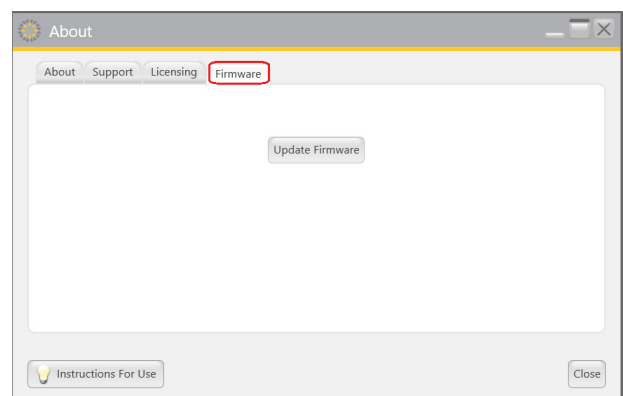 About
About Support Licensing Firmware
Update Firmware
Instructions For Use
Close